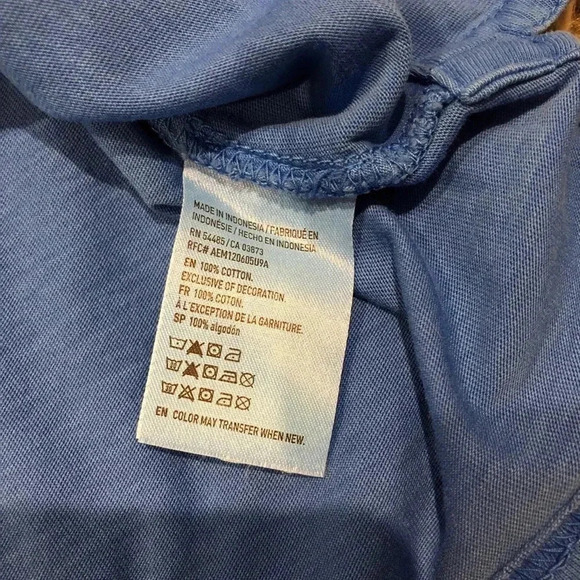 MADE IN INDONESIA / FABRIQUÉ EN
INDONÉSIE / HECHO EN INDONESIA
RN 54485 / CA 03873
RFC# AEM120605U9A
EN 100% COTTON.
EXCLUSIVE OF DECORATION
FR 100% COTON.
À L'EXCEPTION DE LA GARNITURE.
SP 100% algodón
EN COLOR MAY TRANSFER WHEN NEW.